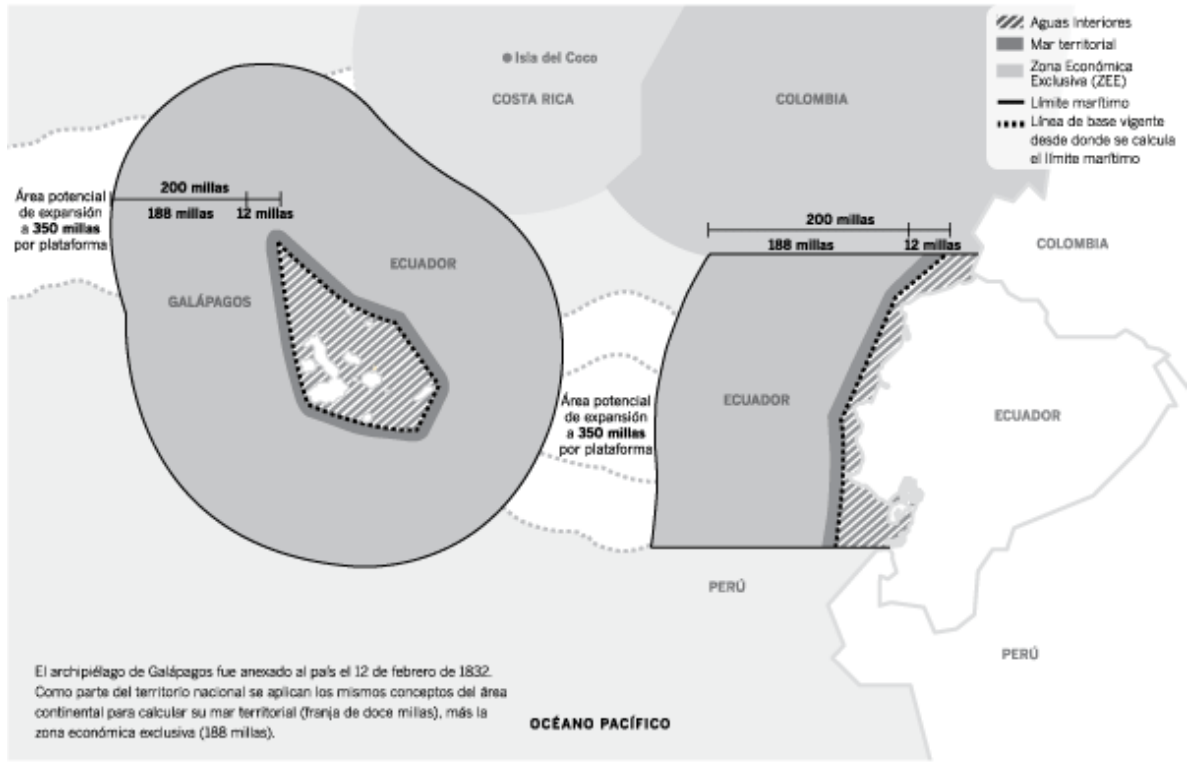 Aguas Interiores
Mar territorial
Zona Económica
Exclusiva (ZEE)
Límite marítimo
Línea de base vigente
desde donde se calcula
el límite marítimo
Isla del Coco
COSTA RICA
COLOMBIA
200 millas
188 millas
12 millas
Área potencial
de expansión
a 350 millas
por plataforma
ECUADOR
GALÁPAGOS
200 millas
188 millas
12 millas
COLOMBIA
Área potencial
de expansión
a 350 millas
por plataforma
ECUADOR
ECUADOR
PERÚ
PERÚ
El archipiélago de Galápagos fue anexado al país el 12 de febrero de 1832.
Como parte del territorio nacional se aplican los mismos conceptos del área
continental para calcular su mar territorial (franja de doce millas), más la
zona económica exclusiva (188 millas).
OCÉANO PACÍFICO